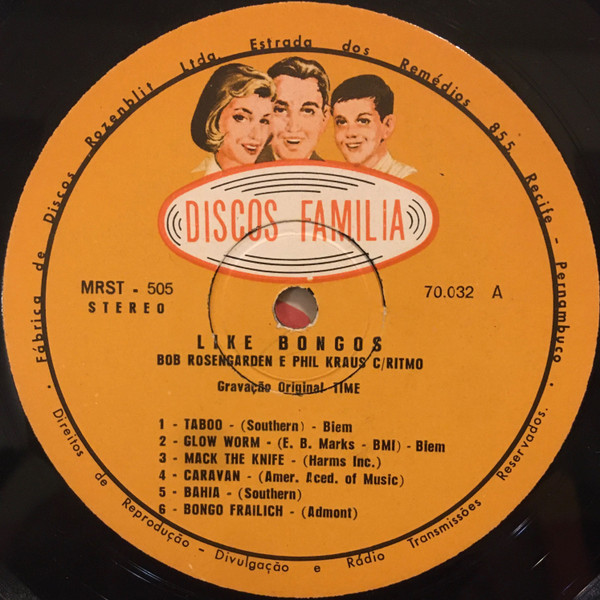 Fábrica de Discos Rozenblit Ltda. Estrada dos Remédios 855, Recife - Pernambuco •
DISCOS FAMILIA
MRST - 505
STEREO
70.032 A
LIKE BONGOS
BOB ROSENGARDEN E PHIL KRAUS C/RITMO
Gravação Original TIME
1 - TABOO - (Southern) - Biem
2 - GLOW WORM - (E. B. Marks - BMI) - Biem
3 - MACK THE KNIFE - (Harms Inc.)
4 - CARAVAN - (Amer. Aced. of Music)
5 - BAHIA - (Southern)
6 - BONGO FRAILICH - (Admont)
Direitos de Reprodução - Divulgação e Rádio Transmissões Reservados. •